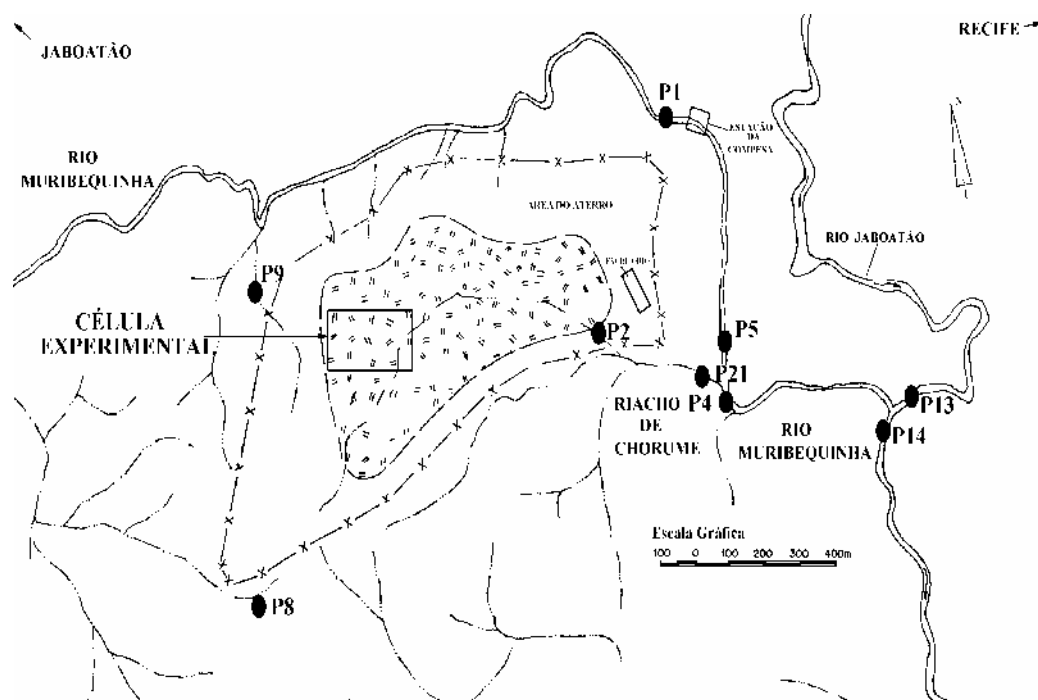 JABOATÃO
RECIFE
P1
ESTAÇÃO
DA
COMPESA
RIO
MURIBEQUINHA
ÁREA DO ATERRO
RIO JABOATÃO
P9
CÉLULA
EXPERIMENTAL
P2
P5
P21
P4
P13
RIACHO
DE
CHORUME
RIO
MURIBEQUINHA
P14
Escala Gráfica
100 0 100 200 300 400m
P8